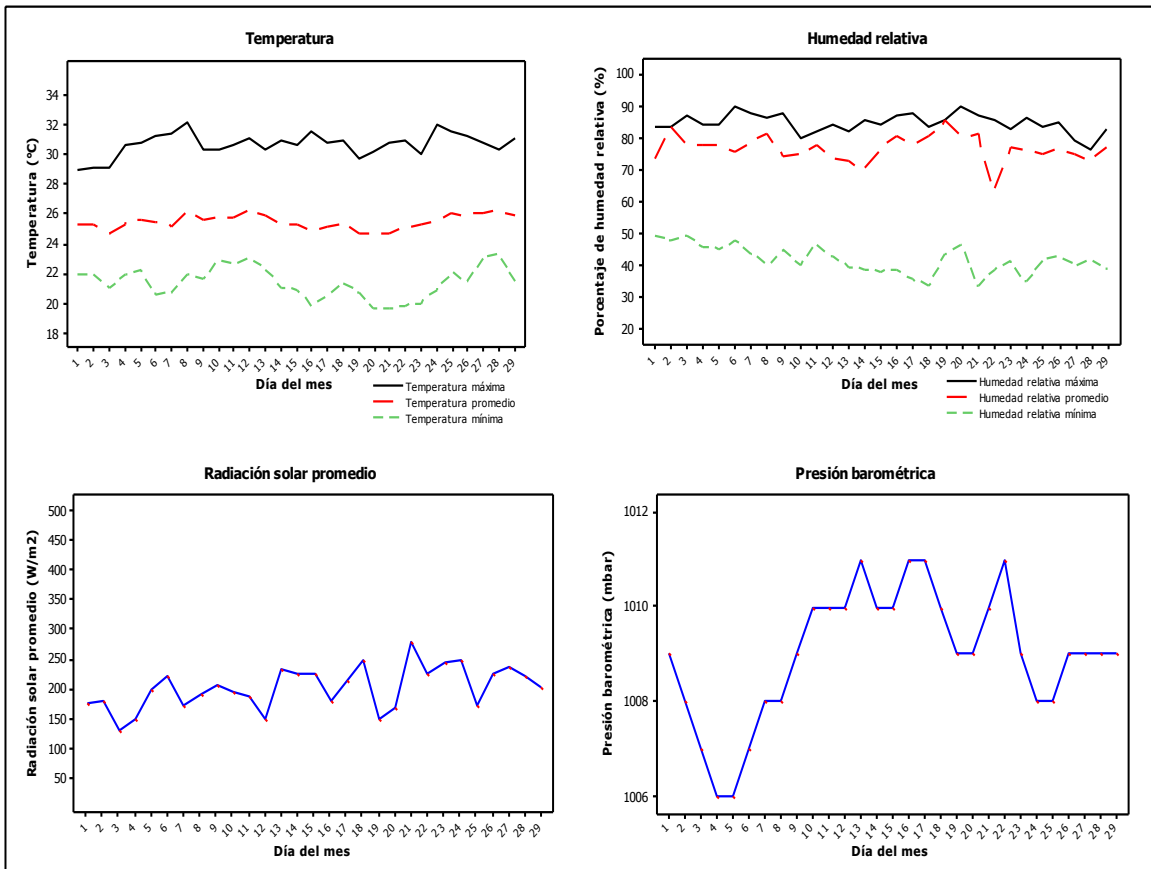 Temperatura
Temperatura (°C)
34
32
30
28
26
24
22
20
18
1 2 3 4 5 6 7 8 9 10 11 12 13 14 15 16 17 18 19 20 21 22 23 24 25 26 27 28 29
Día del mes
Temperatura máxima
Temperatura promedio
Temperatura mínima
Humedad relativa
Porcentaje de humedad relativa (%)
100
90
80
70
60
50
40
30
20
1 2 3 4 5 6 7 8 9 10 11 12 13 14 15 16 17 18 19 20 21 22 23 24 25 26 27 28 29
Día del mes
Humedad relativa máxima
Humedad relativa promedio
Humedad relativa mínima
Radiación solar promedio
Radiación solar promedio (W/m2)
500
450
400
350
300
250
200
150
100
50
1 2 3 4 5 6 7 8 9 10 11 12 13 14 15 16 17 18 19 20 21 22 23 24 25 26 27 28 29
Día del mes
Presión barométrica
Presión barométrica (mbar)
1012
1010
1008
1006
1 2 3 4 5 6 7 8 9 10 11 12 13 14 15 16 17 18 19 20 21 22 23 24 25 26 27 28 29
Día del mes